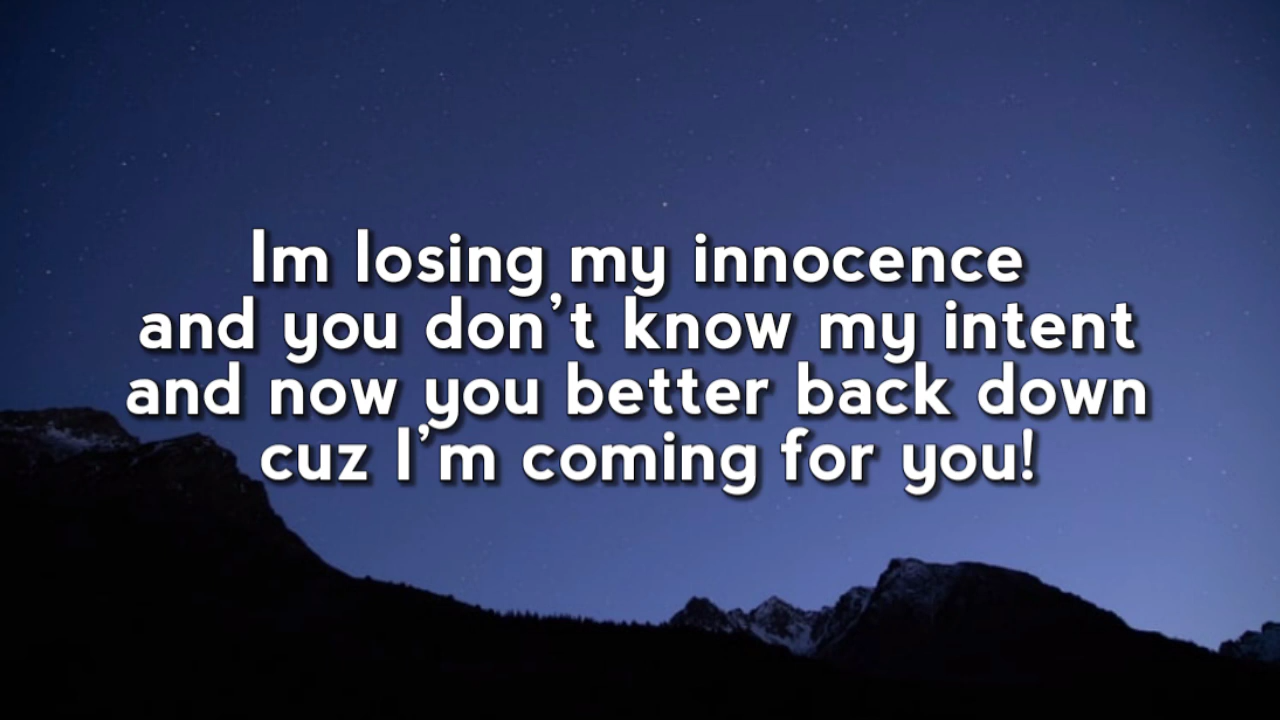 Im losing my innocence
and you don't know my intent
and now you better back down
cuz I'm coming for you!